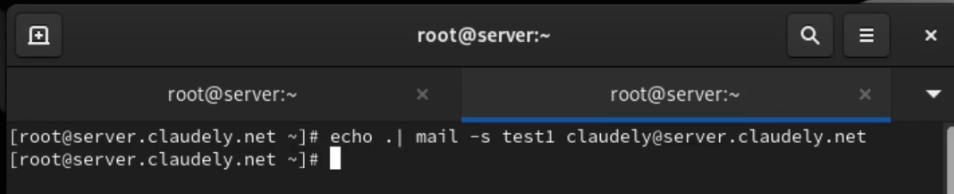 root@server:~
root@server:~ root@server:~
[root@server.claudely.net ~]# echo .| mail -s test1 claudely@server.claudely.net
[root@server.claudely.net ~]#